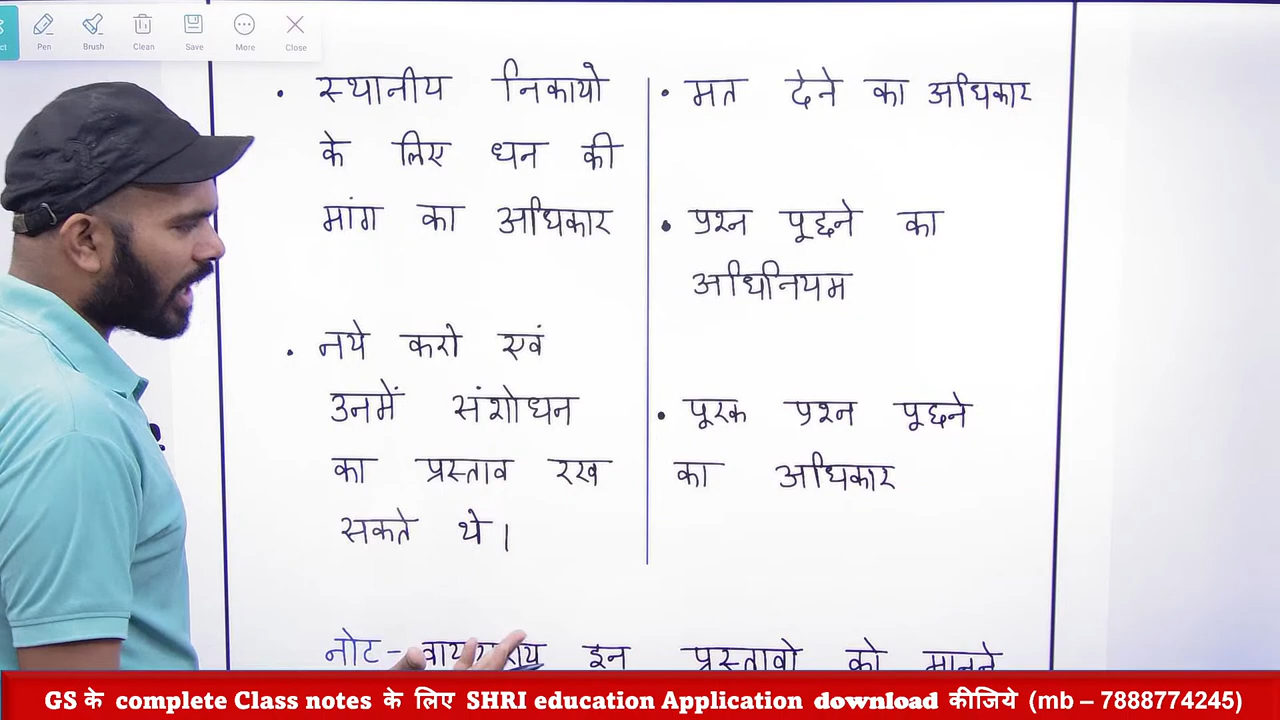 Pen Brush Clean Save More Close
• स्थानीय निकायो
के लिए धन की
मांग का अधिकार
• नये करो एवं
उनमें संशोधन
का प्रस्ताव रख
सकते थे।
• मत देने का अधिकार
• प्रश्न पूछने का
अधिनियम
• पूरक प्रश्न पूछने
का अधिकार
नोट- इन प्रस्तावो को मानने
GS के complete Class notes के लिए SHRI education Application download कीजिये (mb – 7888774245)